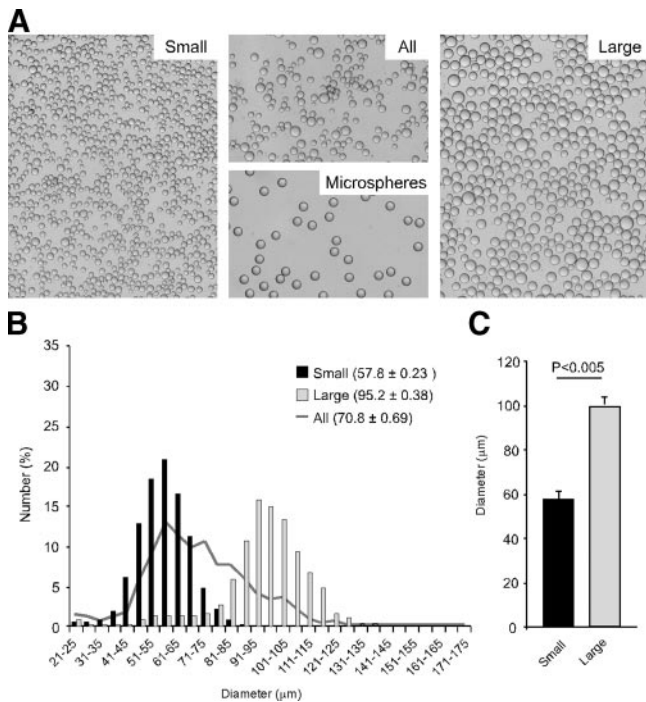 A
Small
All
Large
Microspheres
B
35
30
25
20
15
10
5
0
Number (%)
Small (57.8 ± 0.23 )
Large (95.2 ± 0.38)
All (70.8 ± 0.69)
21-25
31-35
41-45
51-55
61-65
71-75
81-85
91-95
101-105
111-115
121-125
131-135
141-145
151-155
161-165
171-175
Diameter (μm)
C
120
100
80
60
40
20
0
Diameter (μm)
P<0.005
Small
Large